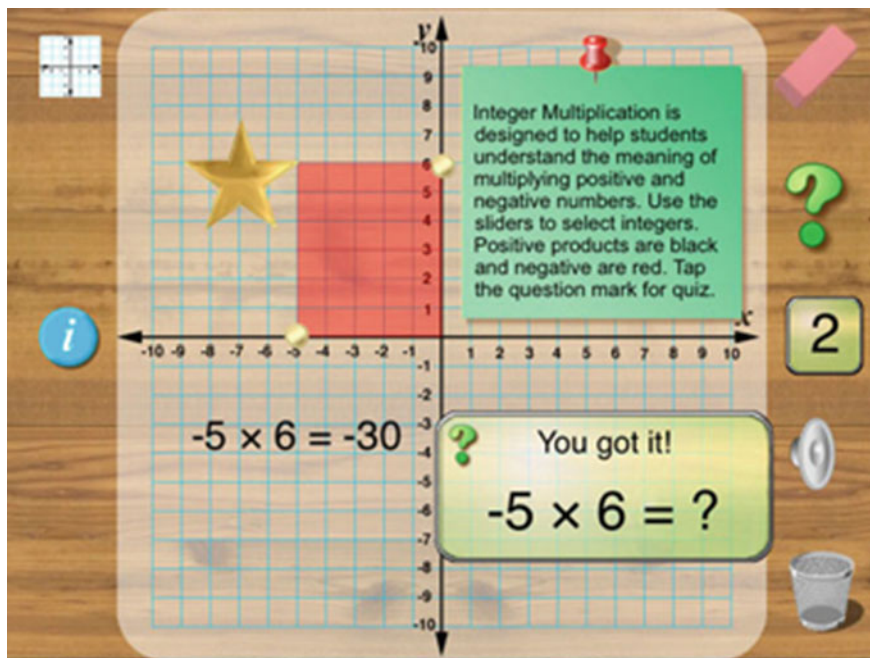 y
10
9
8
7
6
5
4
3
2
1
Integer Multiplication is
designed to help students
understand the meaning of
multiplying positive and
negative numbers. Use the
sliders to select integers.
Positive products are black
and negative are red. Tap
the question mark for quiz.
?
i
x
2
-10 -9 -8 -7 -6 -5 -4 -3 -2 -1 1 2 3 4 5 6 7 8 9 10
-1
-2
-3
-4
-5
-6
-7
-8
-9
-10
-5 × 6 = -30
? You got it!
-5 × 6 = ?